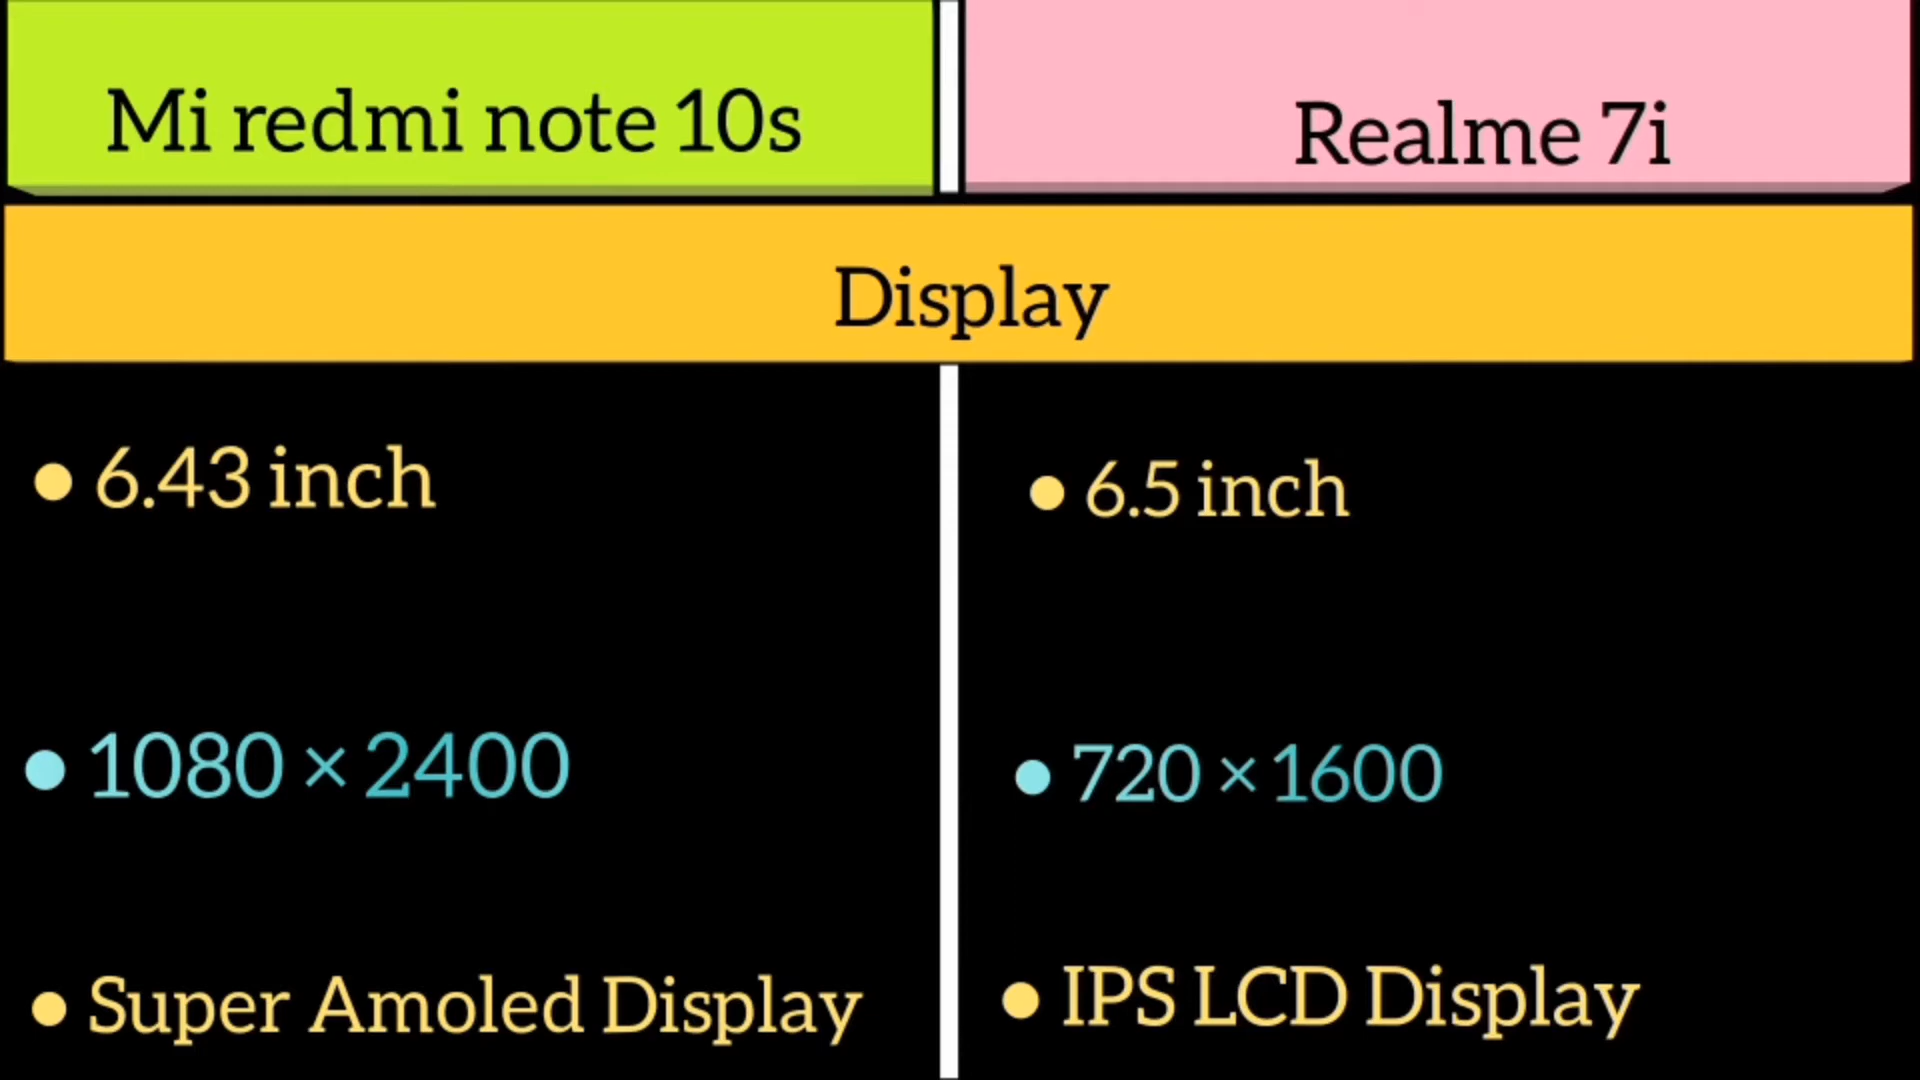 Mi redmi note 10s
Realme 7i
Display
• 6.43 inch
• 6.5 inch
• 1080 × 2400
• 720 × 1600
• Super Amoled Display
• IPS LCD Display